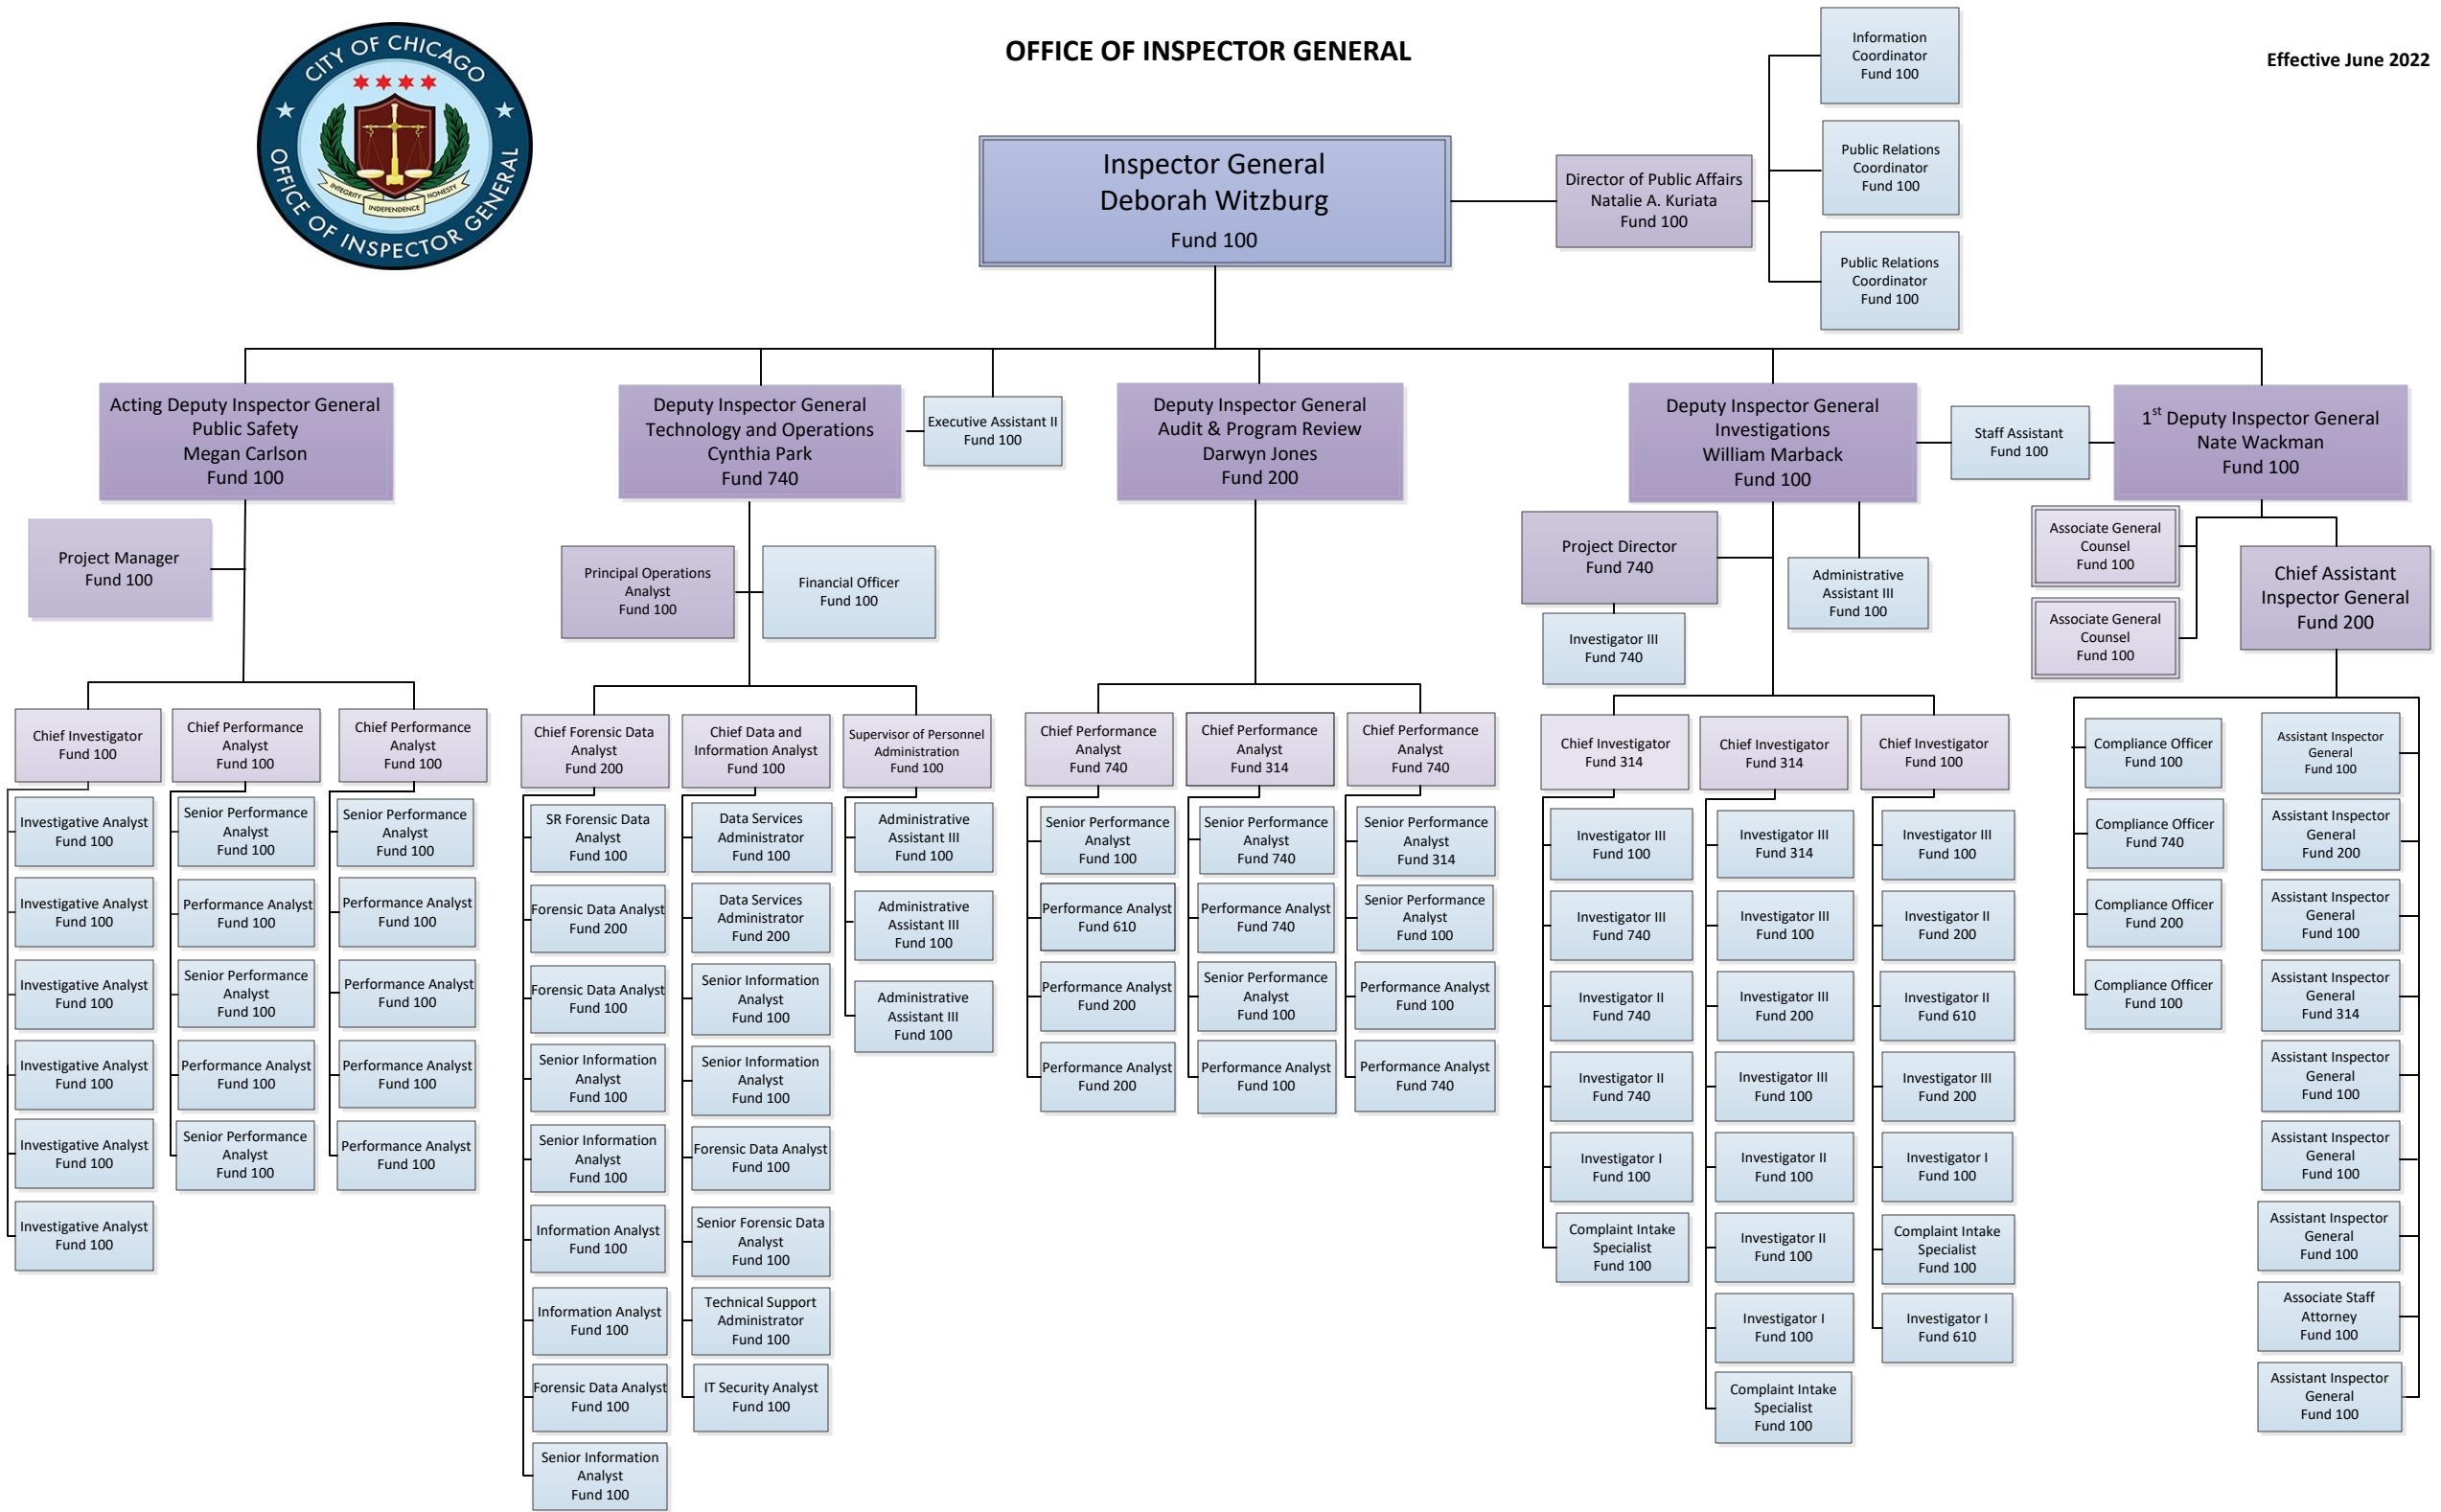 CITY OF CHICAGO
OFFICE OF INSPECTOR GENERAL
INTEGRITY
INDEPENDENCE
HONESTY
OFFICE OF INSPECTOR GENERAL
Effective June 2022
Inspector General
Deborah Witzburg
Fund 100
Director of Public Affairs
Natalie A. Kuriata
Fund 100
Information
Coordinator
Fund 100
Public Relations
Coordinator
Fund 100
Public Relations
Coordinator
Fund 100
Acting Deputy Inspector General
Public Safety
Megan Carlson
Fund 100
Deputy Inspector General
Technology and Operations
Cynthia Park
Fund 740
Executive Assistant II
Fund 100
Deputy Inspector General
Audit & Program Review
Darwyn Jones
Fund 200
Deputy Inspector General
Investigations
William Marback
Fund 100
Staff Assistant
Fund 100
1st Deputy Inspector General
Nate Wackman
Fund 100
Project Manager
Fund 100
Principal Operations
Analyst
Fund 100
Financial Officer
Fund 100
Project Director
Fund 740
Investigator III
Fund 740
Administrative
Assistant III
Fund 100
Associate General
Counsel
Fund 100
Associate General
Counsel
Fund 100
Chief Assistant
Inspector General
Fund 200
Chief Investigator
Fund 100
Investigative Analyst
Fund 100
Investigative Analyst
Fund 100
Investigative Analyst
Fund 100
Investigative Analyst
Fund 100
Investigative Analyst
Fund 100
Investigative Analyst
Fund 100
Chief Performance
Analyst
Fund 100
Senior Performance
Analyst
Fund 100
Performance Analyst
Fund 100
Senior Performance
Analyst
Fund 100
Performance Analyst
Fund 100
Senior Performance
Analyst
Fund 100
Chief Performance
Analyst
Fund 100
Senior Performance
Analyst
Fund 100
Performance Analyst
Fund 100
Performance Analyst
Fund 100
Performance Analyst
Fund 100
Performance Analyst
Fund 100
Chief Forensic Data
Analyst
Fund 200
SR Forensic Data
Analyst
Fund 100
Forensic Data Analyst
Fund 200
Forensic Data Analyst
Fund 100
Senior Information
Analyst
Fund 100
Senior Information
Analyst
Fund 100
Information Analyst
Fund 100
Information Analyst
Fund 100
Forensic Data Analyst
Fund 100
Senior Information
Analyst
Fund 100
Chief Data and
Information Analyst
Fund 100
Data Services
Administrator
Fund 100
Data Services
Administrator
Fund 200
Senior Information
Analyst
Fund 100
Senior Information
Analyst
Fund 100
Forensic Data Analyst
Fund 100
Senior Forensic Data
Analyst
Fund 100
Technical Support
Administrator
Fund 100
IT Security Analyst
Fund 100
Supervisor of Personnel
Administration
Fund 100
Administrative
Assistant III
Fund 100
Administrative
Assistant III
Fund 100
Administrative
Assistant III
Fund 100
Chief Performance
Analyst
Fund 740
Senior Performance
Analyst
Fund 100
Performance Analyst
Fund 610
Performance Analyst
Fund 200
Performance Analyst
Fund 200
Chief Performance
Analyst
Fund 314
Senior Performance
Analyst
Fund 740
Performance Analyst
Fund 740
Senior Performance
Analyst
Fund 100
Performance Analyst
Fund 100
Chief Performance
Analyst
Fund 740
Senior Performance
Analyst
Fund 314
Senior Performance
Analyst
Fund 100
Performance Analyst
Fund 100
Performance Analyst
Fund 740
Chief Investigator
Fund 314
Investigator III
Fund 100
Investigator III
Fund 740
Investigator II
Fund 740
Investigator II
Fund 740
Investigator I
Fund 100
Complaint Intake
Specialist
Fund 100
Chief Investigator
Fund 314
Investigator III
Fund 314
Investigator III
Fund 100
Investigator III
Fund 200
Investigator III
Fund 100
Investigator II
Fund 100
Investigator II
Fund 100
Investigator I
Fund 100
Complaint Intake
Specialist
Fund 100
Chief Investigator
Fund 100
Investigator III
Fund 100
Investigator II
Fund 200
Investigator II
Fund 610
Investigator III
Fund 200
Investigator I
Fund 100
Complaint Intake
Specialist
Fund 100
Investigator I
Fund 610
Compliance Officer
Fund 100
Compliance Officer
Fund 740
Compliance Officer
Fund 200
Compliance Officer
Fund 100
Assistant Inspector
General
Fund 100
Assistant Inspector
General
Fund 200
Assistant Inspector
General
Fund 100
Assistant Inspector
General
Fund 314
Assistant Inspector
General
Fund 100
Assistant Inspector
General
Fund 100
Assistant Inspector
General
Fund 100
Associate Staff
Attorney
Fund 100
Assistant Inspector
General
Fund 100